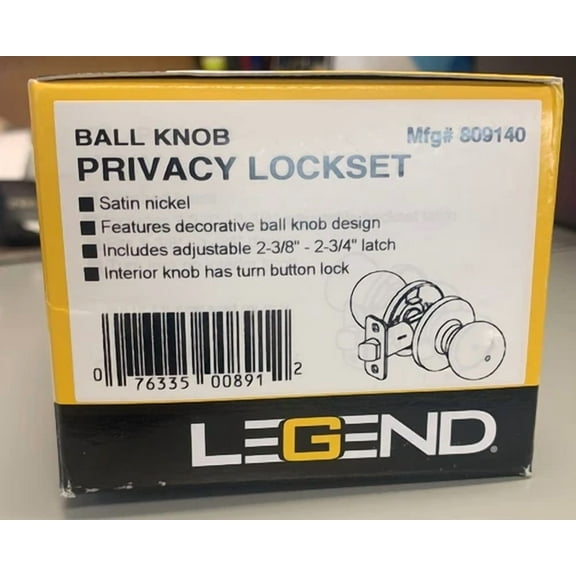 BALL KNOB
Mfg# 809140
PRIVACY LOCKSET
Satin nickel
Features decorative ball knob design
Includes adjustable 2-3/8" - 2-3/4" latch
Interior knob has turn button lock
0 76335 00891 2
LEGEND®